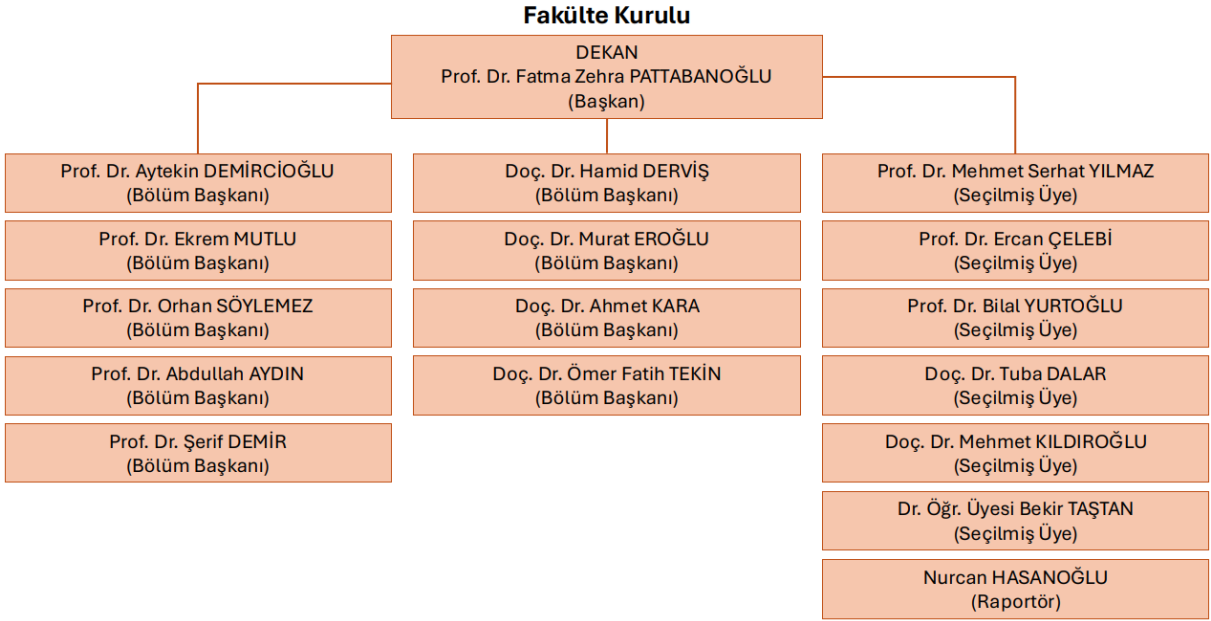 Fakülte Kurulu
DEKAN
Prof. Dr. Fatma Zehra PATTABANOĞLU
(Başkan)
Prof. Dr. Aytekin DEMİRCİOĞLU
(Bölüm Başkanı)
Prof. Dr. Ekrem MUTLU
(Bölüm Başkanı)
Prof. Dr. Orhan SÖYLEMEZ
(Bölüm Başkanı)
Prof. Dr. Abdullah AYDIN
(Bölüm Başkanı)
Prof. Dr. Şerif DEMİR
(Bölüm Başkanı)
Doç. Dr. Hamid DERVİŞ
(Bölüm Başkanı)
Doç. Dr. Murat EROĞLU
(Bölüm Başkanı)
Doç. Dr. Ahmet KARA
(Bölüm Başkanı)
Doç. Dr. Ömer Fatih TEKİN
(Bölüm Başkanı)
Prof. Dr. Mehmet Serhat YILMAZ
(Seçilmiş Üye)
Prof. Dr. Ercan ÇELEBİ
(Seçilmiş Üye)
Prof. Dr. Bilal YURTOĞLU
(Seçilmiş Üye)
Doç. Dr. Tuba DALAR
(Seçilmiş Üye)
Doç. Dr. Mehmet KILDIROĞLU
(Seçilmiş Üye)
Dr. Öğr. Üyesi Bekir TAŞTAN
(Seçilmiş Üye)
Nurcan HASANOĞLU
(Raportör)